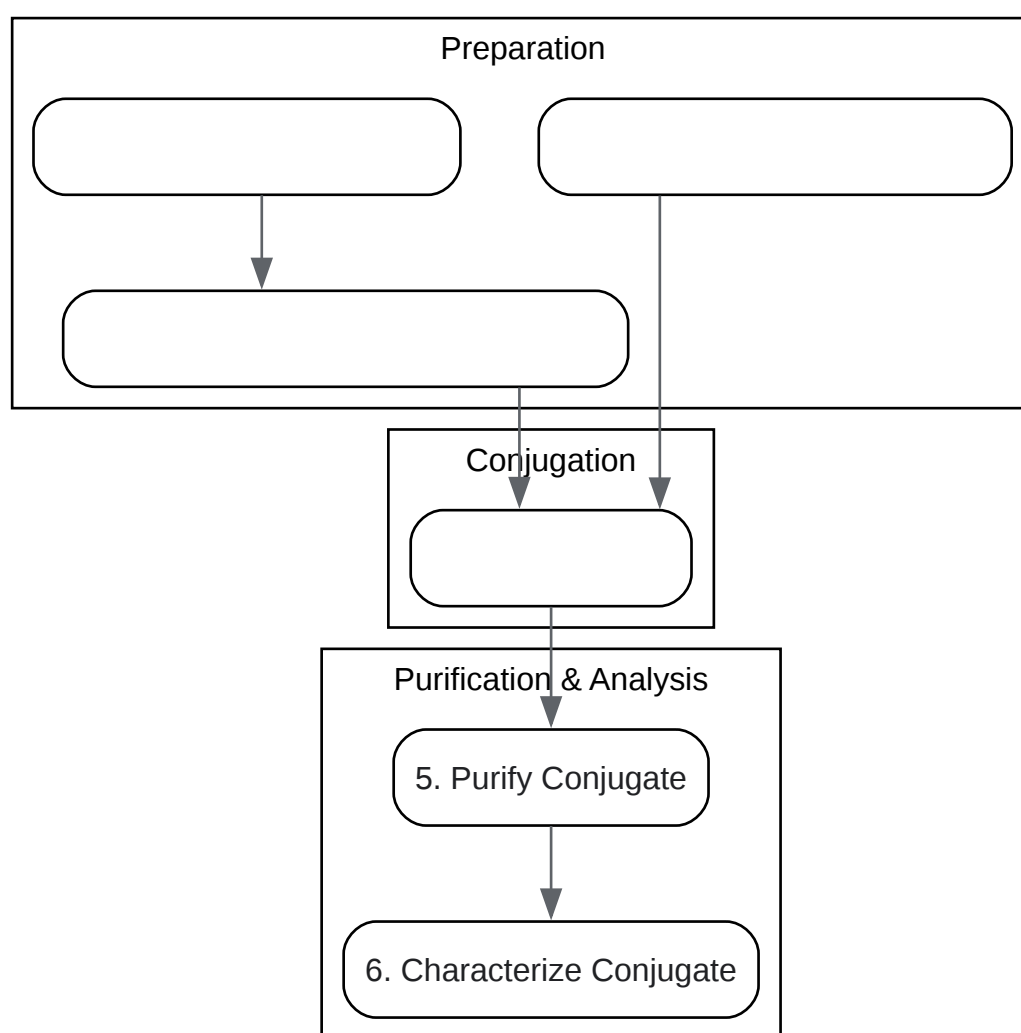 Preparation
Conjugation
Purification & Analysis
5. Purify Conjugate
6. Characterize Conjugate